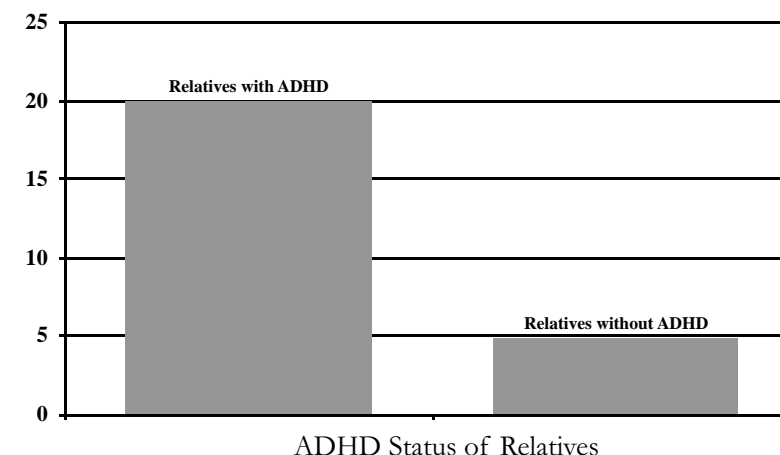 25
Relatives with ADHD
20
15
10
Relatives without ADHD
5
0
ADHD Status of Relatives